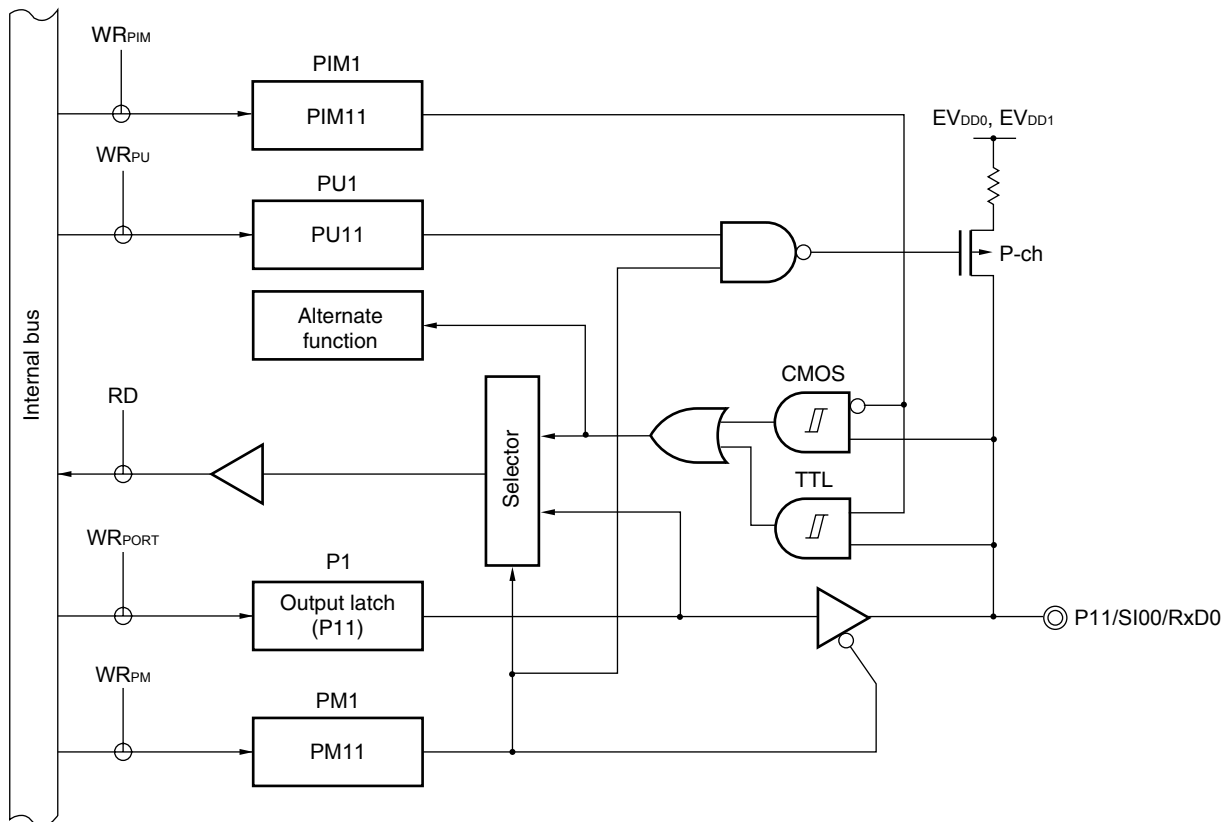 WRPIM
PIM1
PIM11
EVDD0, EVDD1
WRPU
PU1
PU11
P-ch
Alternate
function
Internal bus
RD
CMOS
Selector
TTL
WRPORT
P1
Output latch
(P11)
P11/SI00/RxD0
WRPM
PM1
PM11